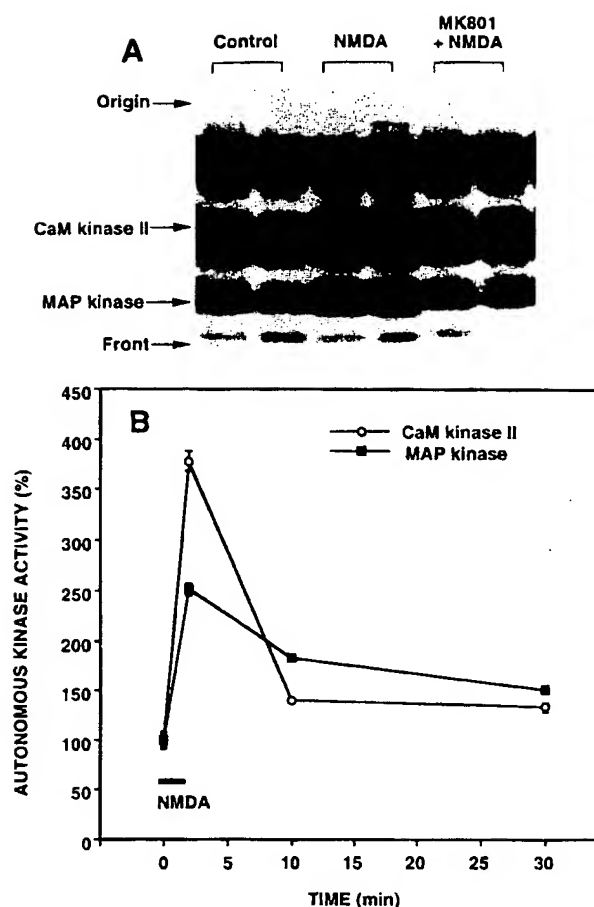 A
Control
NMDA
MK801
+ NMDA
Origin
CaM kinase II
MAP kinase
Front
B
CaM kinase II
MAP kinase
AUTONOMOUS KINASE ACTIVITY (%)
450
400
350
300
250
200
150
100
50
0
NMDA
0 5 10 15 20 25 30
TIME (min)